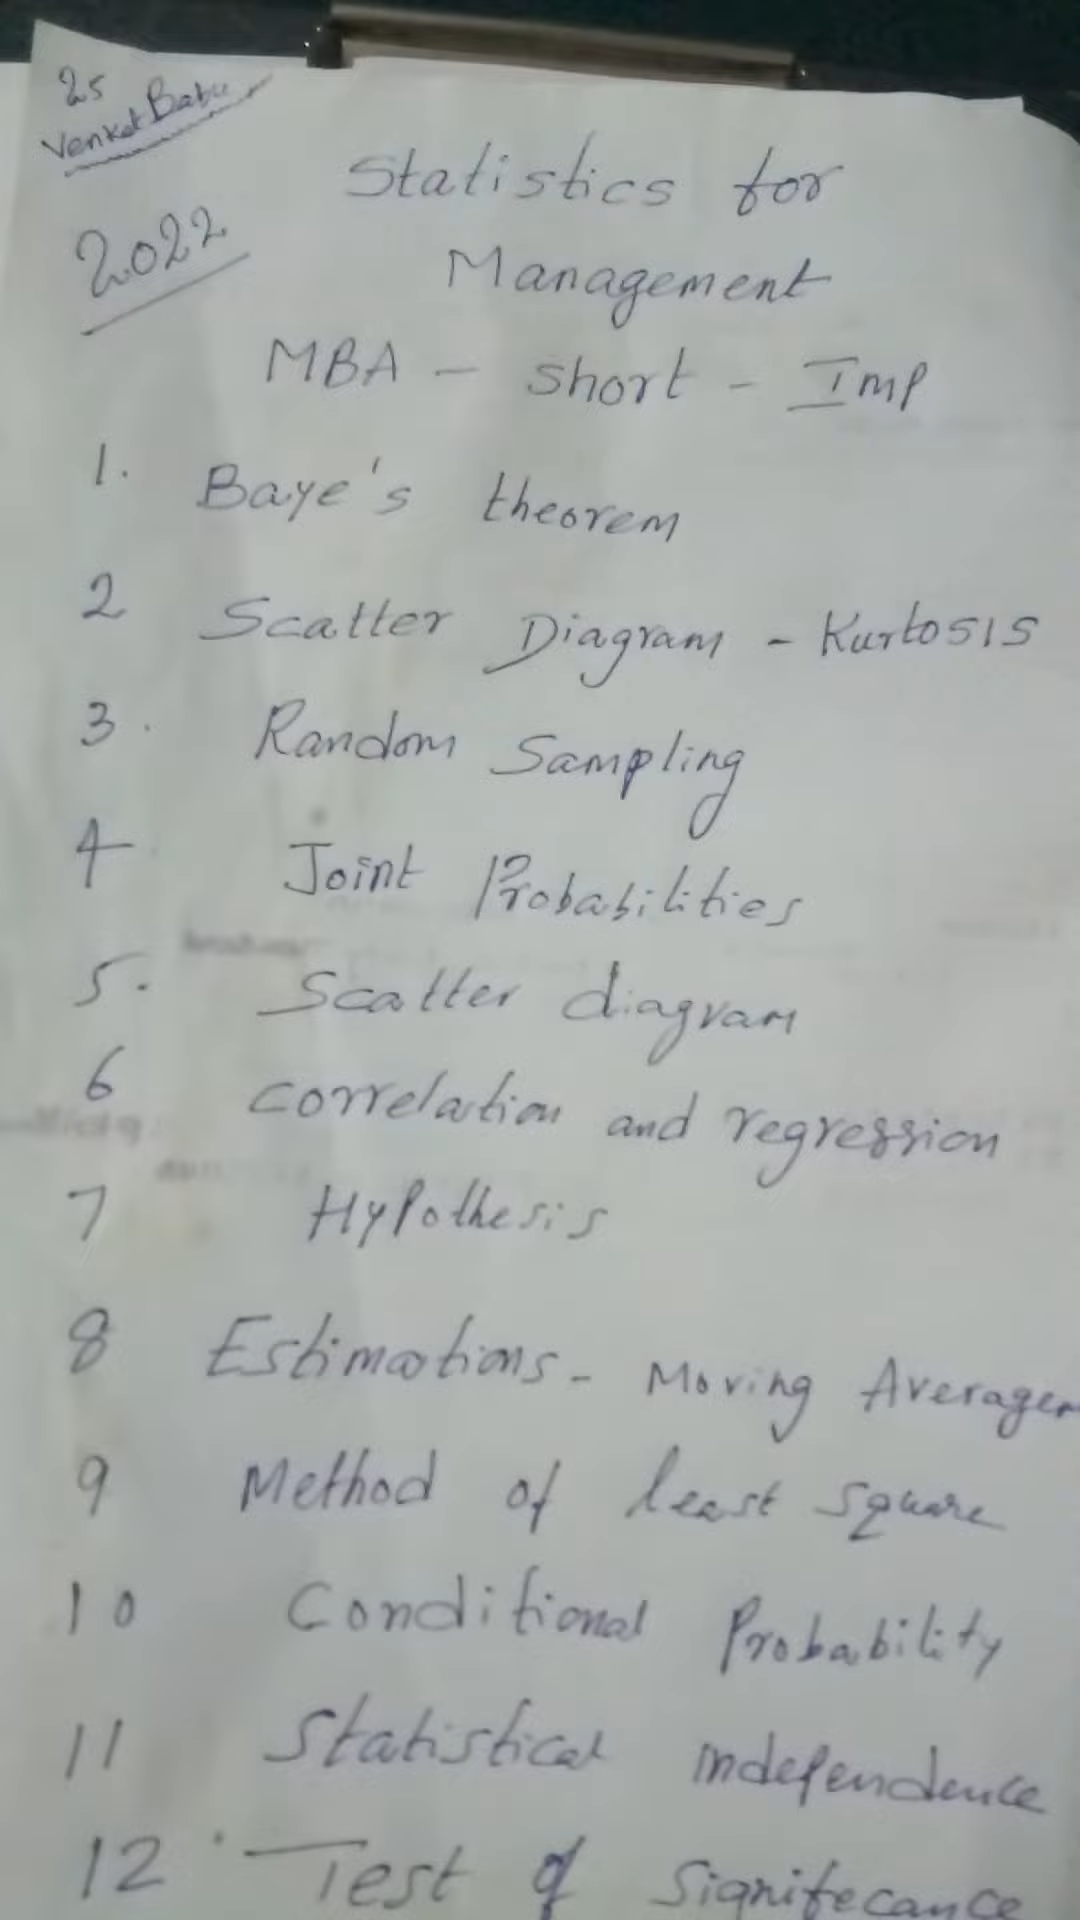 25
Venkat Babu
2022
Statistics for
Management
MBA - short - Imp
1. Baye's theorem
2 Scatter Diagram - Kurtosis
3. Random Sampling
4 Joint Probabilities
5. Scatter diagram
6 Correlation and regression
7 Hypothesis
8 Estimations - Moving Averages
9 Method of least square
10 Conditional Probability
11 Statistical independence
12. Test of Signifecance